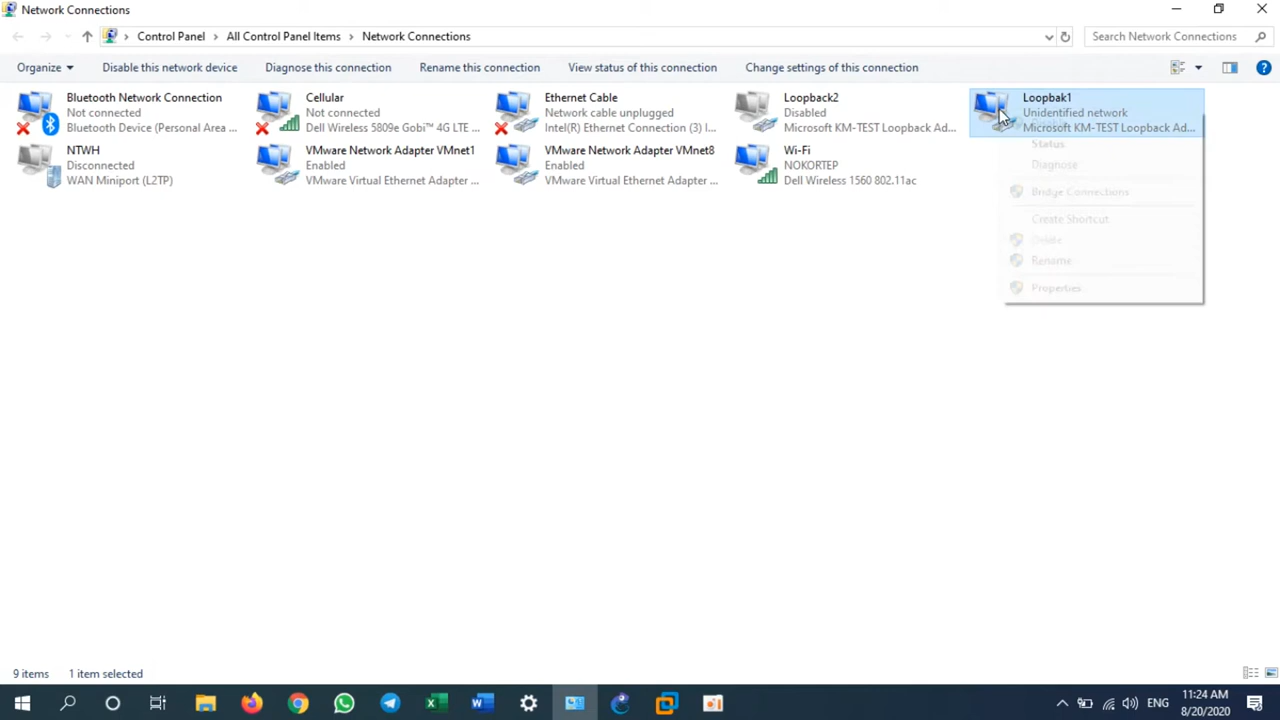 Network Connections
Control Panel
All Control Panel Items
Network Connections
Search Network Connections
Organize
Disable this network device
Diagnose this connection
Rename this connection
View status of this connection
Change settings of this connection
Bluetooth Network Connection
Not connected
Bluetooth Device (Personal Area ...
Cellular
Not connected
Dell Wireless 5809e Gobi™ 4G LTE ...
Ethernet Cable
Network cable unplugged
Intel(R) Ethernet Connection (3) I...
Loopback2
Disabled
Microsoft KM-TEST Loopback Ad...
Loopbak1
Unidentified network
Microsoft KM-TEST Loopback Ad...
NTWH
Disconnected
WAN Miniport (L2TP)
VMware Network Adapter VMnet1
Enabled
VMware Virtual Ethernet Adapter ...
VMware Network Adapter VMnet8
Enabled
VMware Virtual Ethernet Adapter ...
Wi-Fi
NOKORTEP
Dell Wireless 1560 802.11ac
Status
Diagnose
Bridge Connections
Create Shortcut
Delete
Rename
Properties
9 items
1 item selected
ENG
11:24 AM
8/20/2020